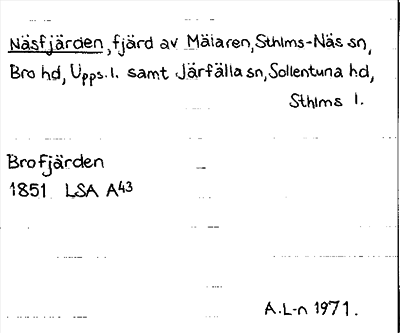 Näsfjärden, fjärd av Mälaren, Sthlms-Näs sn,
Bro hd, Upps. l. samt Järfälla sn, Sollentuna hd,
Sthlms l.
Brofjärden
1851 LSA A43
A.L-n 1971.